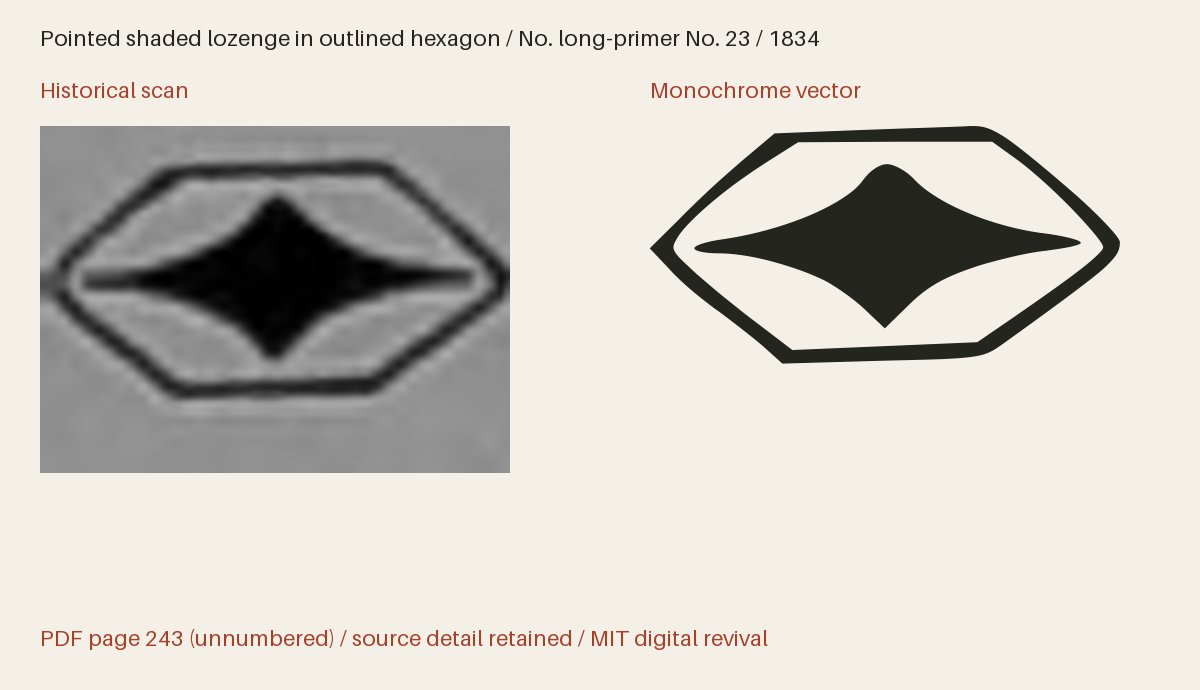 Pointed shaded lozenge in outlined hexagon / No. long-primer No. 23 / 1834
Historical scan
Monochrome vector
PDF page 243 (unnumbered) / source detail retained / MIT digital revival